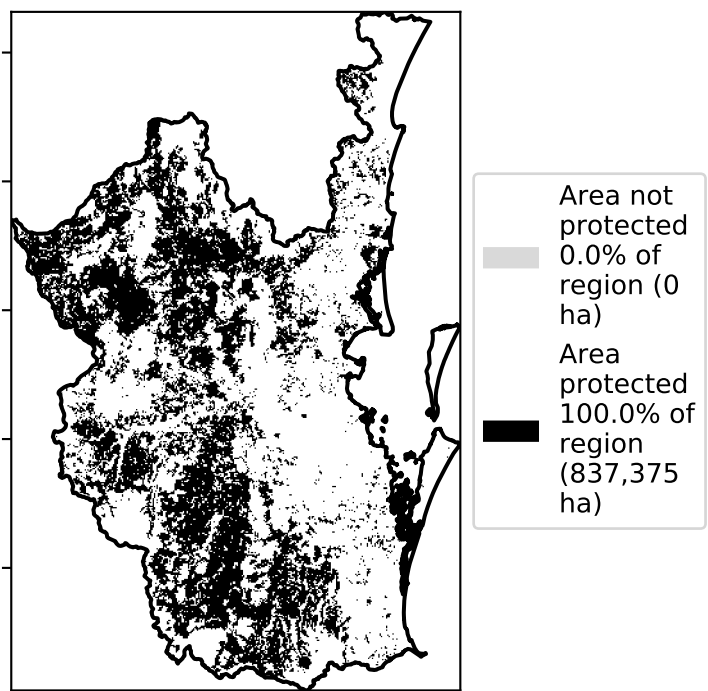 Area not
protected
0.0% of
region (0
ha)
Area
protected
100.0% of
region
(837,375
ha)